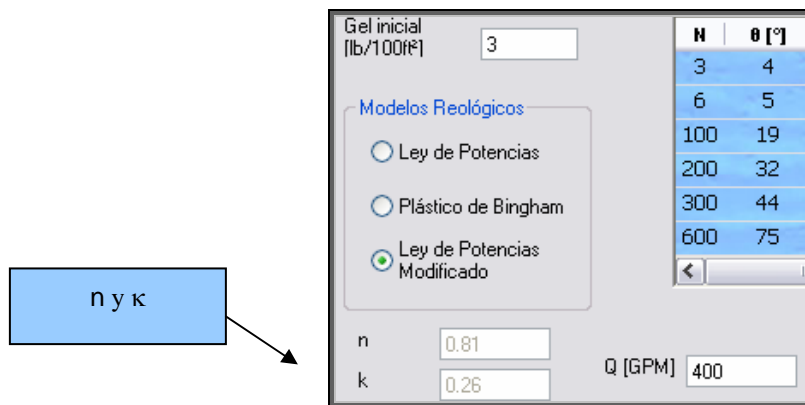 Gel inicial
[lb/100ft²]
3
N θ [°]
3 4
6 5
100 19
200 32
300 44
600 75
Modelos Reológicos
Ley de Potencias
Plástico de Bingham
Ley de Potencias
Modificado
n y κ
n 0.81
k 0.26
Q [GPM] 400